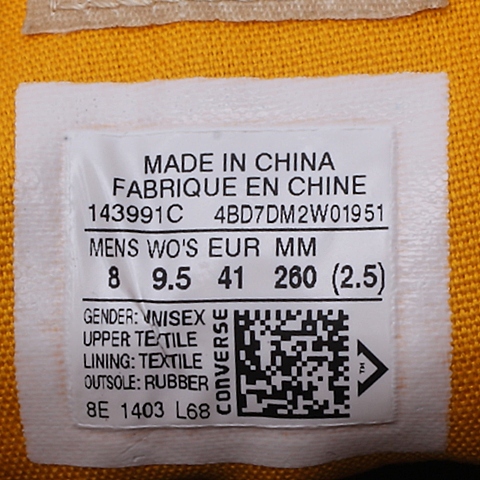 MADE IN CHINA
FABRIQUE EN CHINE
143991C 4BD7DM2W01951
MENS WO'S EUR MM
8 9.5 41 260 (2.5)
GENDER: UNISEX
UPPER: TEXTILE
LINING: TEXTILE
OUTSOLE: RUBBER
8E 1403 L68
CONVERSE
TM